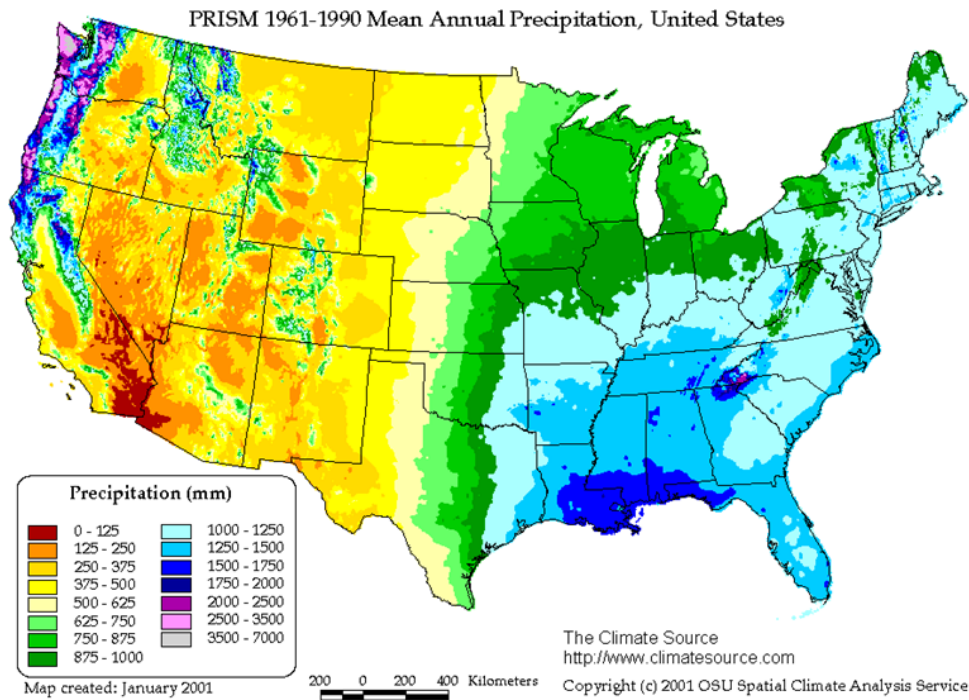 PRISM 1961-1990 Mean Annual Precipitation, United States
Precipitation (mm)
0 - 125
125 - 250
250 - 375
375 - 500
500 - 625
625 - 750
750 - 875
875 - 1000
1000 - 1250
1250 - 1500
1500 - 1750
1750 - 2000
2000 - 2500
2500 - 3500
3500 - 7000
Map created: January 2001
200 0 200 400 Kilometers
The Climate Source
http://www.climatesource.com
Copyright (c) 2001 OSU Spatial Climate Analysis Service